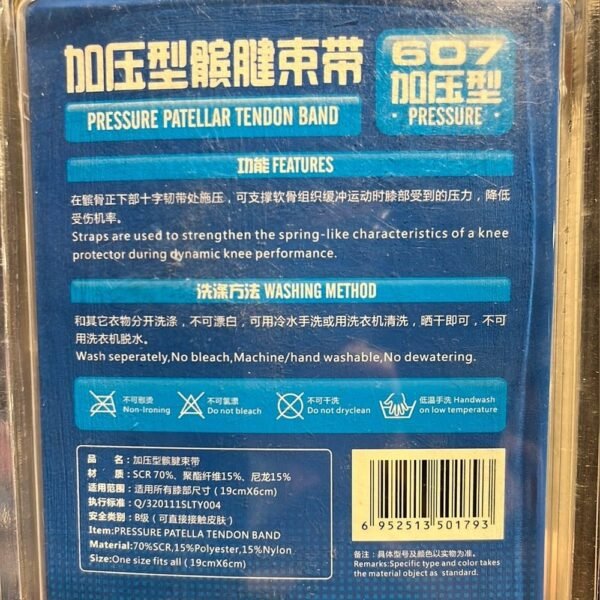 加压型髌腱束带
PRESSURE PATELLAR TENDON BAND
607
加压型
· PRESSURE ·
功能 FEATURES
在髌骨正下部十字韧带处施压，可支撑软骨组织缓冲运动时膝部受到的压力，降低
受伤机率。
Straps are used to strengthen the spring-like characteristics of a knee
protector during dynamic knee performance.
洗涤方法 WASHING METHOD
和其它衣物分开洗涤，不可漂白，可用冷水手洗或用洗衣机清洗，晒干即可，不可
用洗衣机脱水。
Wash seperately,No bleach,Machine/hand washable,No dewatering.
不可熨烫
Non-Ironing
不可氯漂
Do not bleach
不可干洗
Do not dryclean
低温手洗 Handwash
on low temperature
品 名：加压型髌腱束带
材 质：SCR 70%、聚酯纤维15%、尼龙15%
适用范围：适用所有膝部尺寸（19cmX6cm）
执行标准：Q/320111SLTY004
安全类别：B级（可直接接触皮肤）
Item:PRESSURE PATELLA TENDON BAND
Material:70%SCR,15%Polyester,15%Nylon
Size:One size fits all（19cmX6cm）
6 952513 501793
备注：具体型号及颜色以实物为准。
Remarks:Specific type and color takes
the material object as standard.